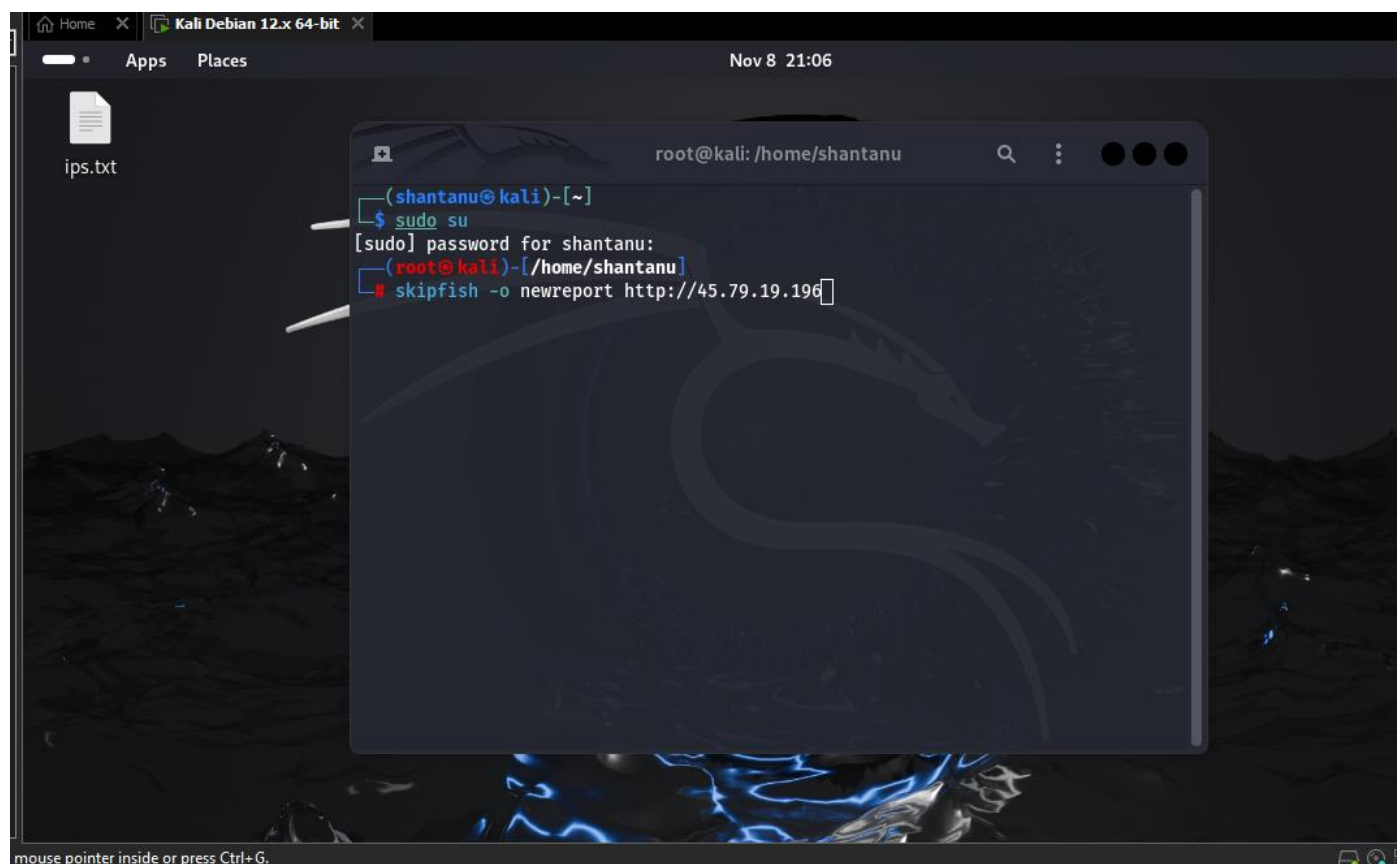 Home
Kali Debian 12.x 64-bit
Apps Places Nov 8 21:06
ips.txt
root@kali: /home/shantanu
(shantanu㉿kali)-[~]
$ sudo su
[sudo] password for shantanu:
(root㉿kali)-[/home/shantanu]
# skipfish -o newreport http://45.79.19.196
mouse pointer inside or press Ctrl+G.